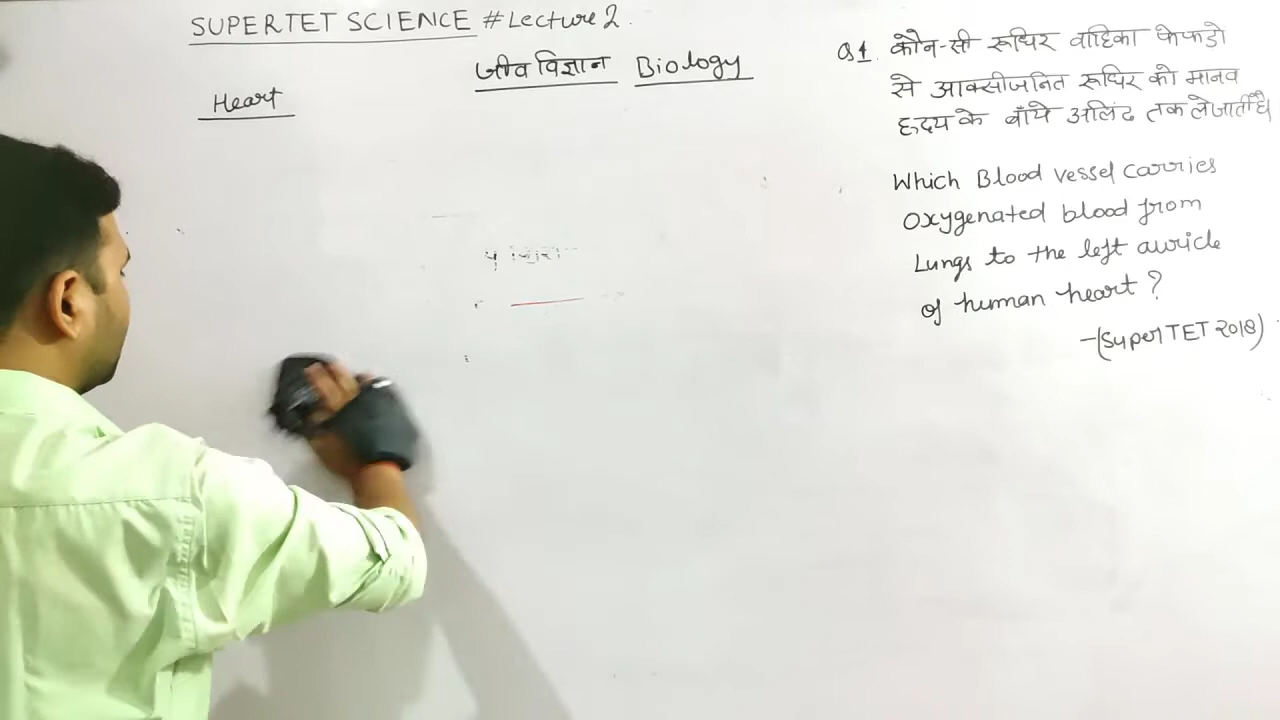 SUPERTET SCIENCE # Lecture 2.
जीव विज्ञान Biology
Heart
Q1. कौन-सी रूधिर वाहिका फेफडो
से आक्सीजनित रूधिर को मानव
हृदय के बाँये अलिंद तक ले जाती है।
Which Blood vessel carries
Oxygenated blood from
Lungs to the left auricle
of human heart ?
-(SuperTET 2018)